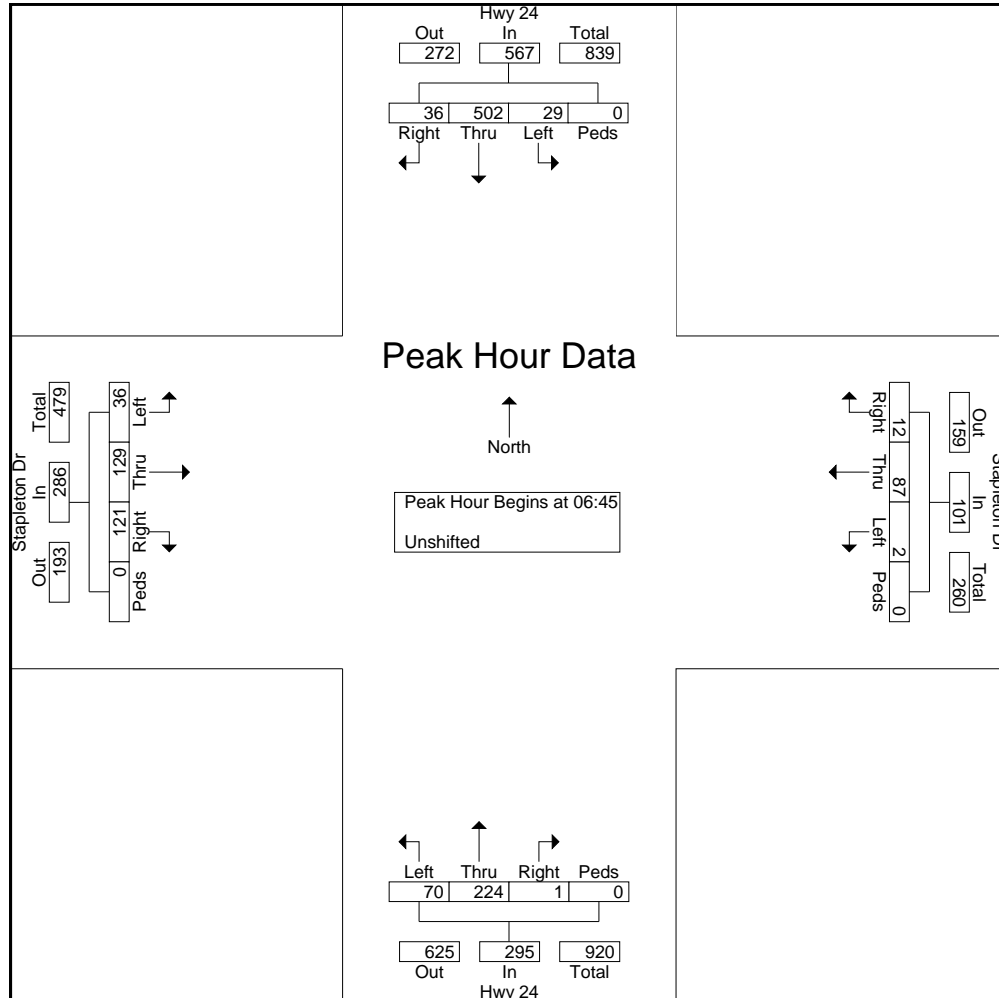 Hwy 24
Out In Total
272 567 839
36 502 29 0
Right Thru Left Peds
Peak Hour Data
North
Peak Hour Begins at 06:45
Unshifted
Stapleton Dr
Total In Out
479 286 193
36 129 121 0
Left Thru Right Peds
Right Thru Left Peds
12 87 2 0
Out In Total
159 101 260
Stapleton Dr
Left Thru Right Peds
70 224 1 0
625 295 920
Out In Total
Hwy 24